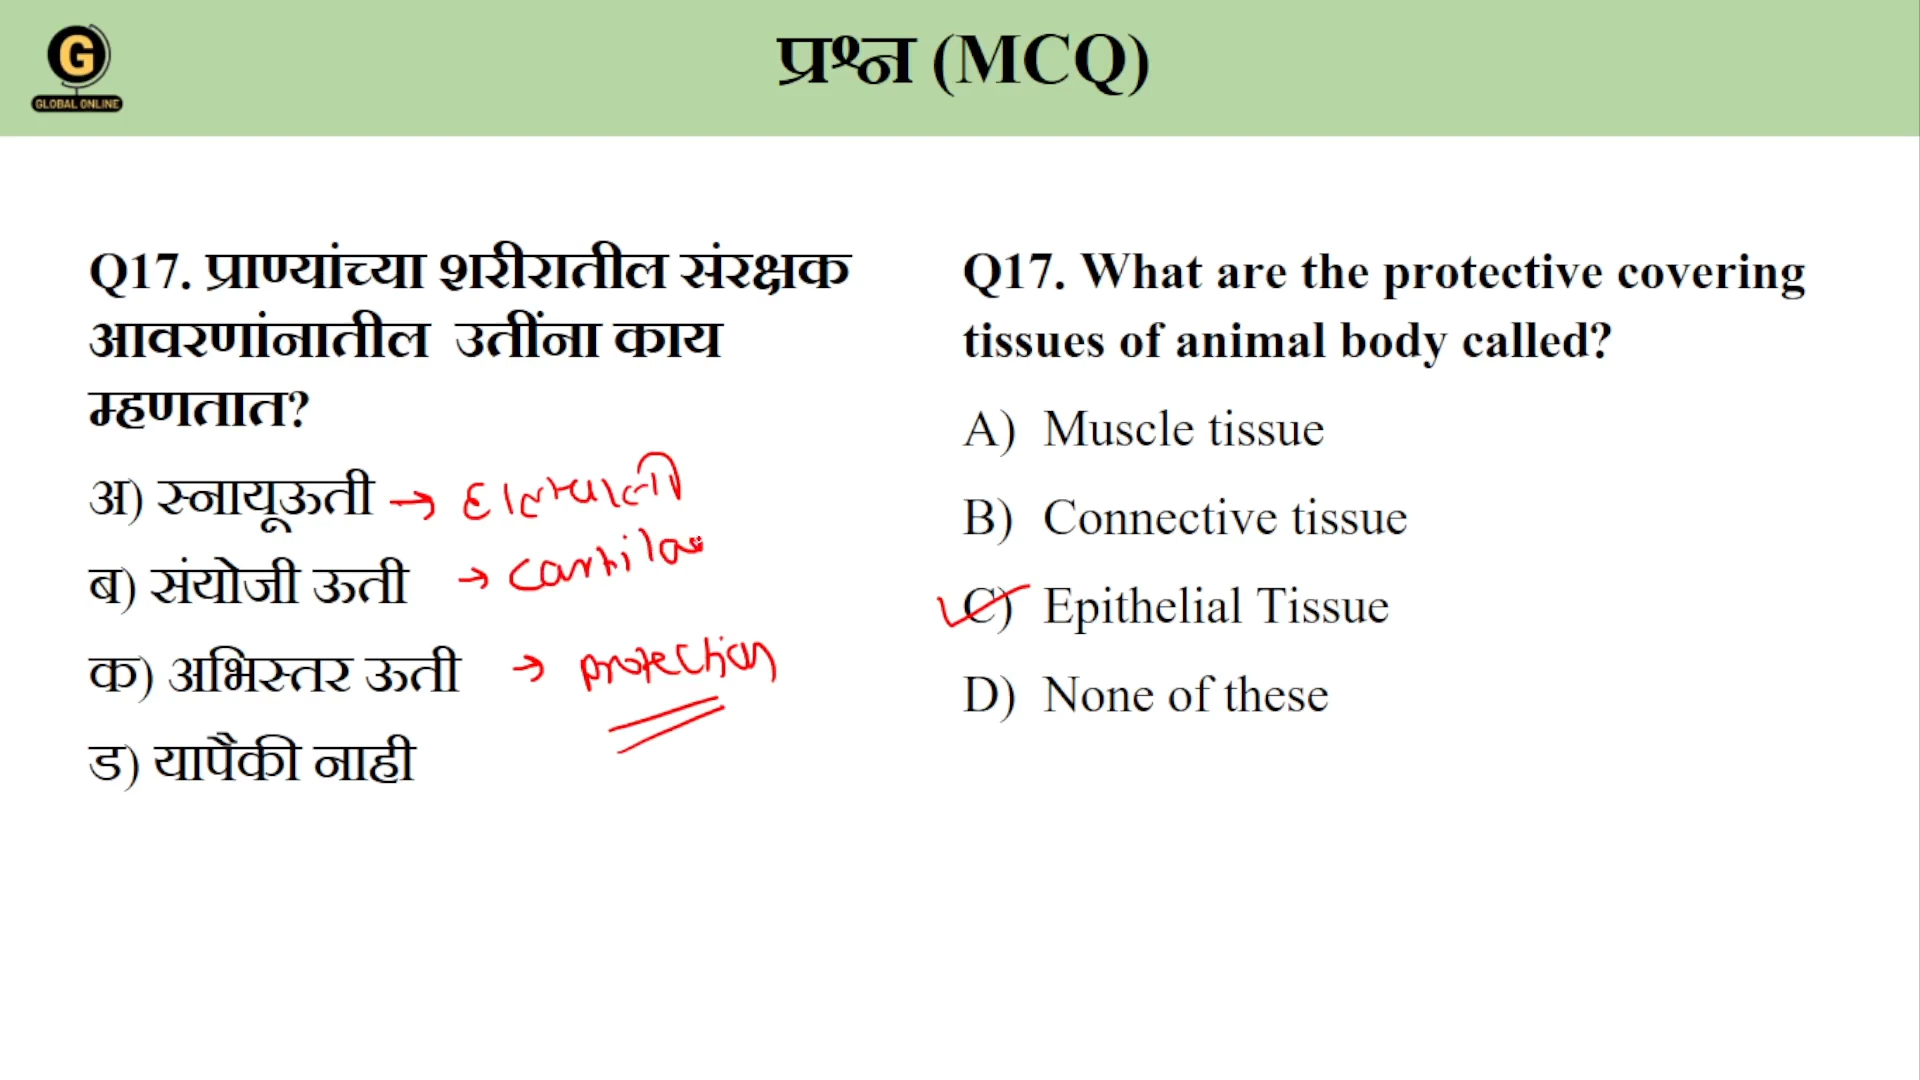 G
GLOBAL ONLINE
प्रश्न (MCQ)
Q17. प्राण्यांच्या शरीरातील संरक्षक
आवरणांनातील उतींना काय
म्हणतात?
अ) स्नायूऊती →
ब) संयोजी ऊती →
क) अभिस्तर ऊती → protection
ड) यापैकी नाही
Q17. What are the protective covering
tissues of animal body called?
A) Muscle tissue
B) Connective tissue
C) Epithelial Tissue
D) None of these